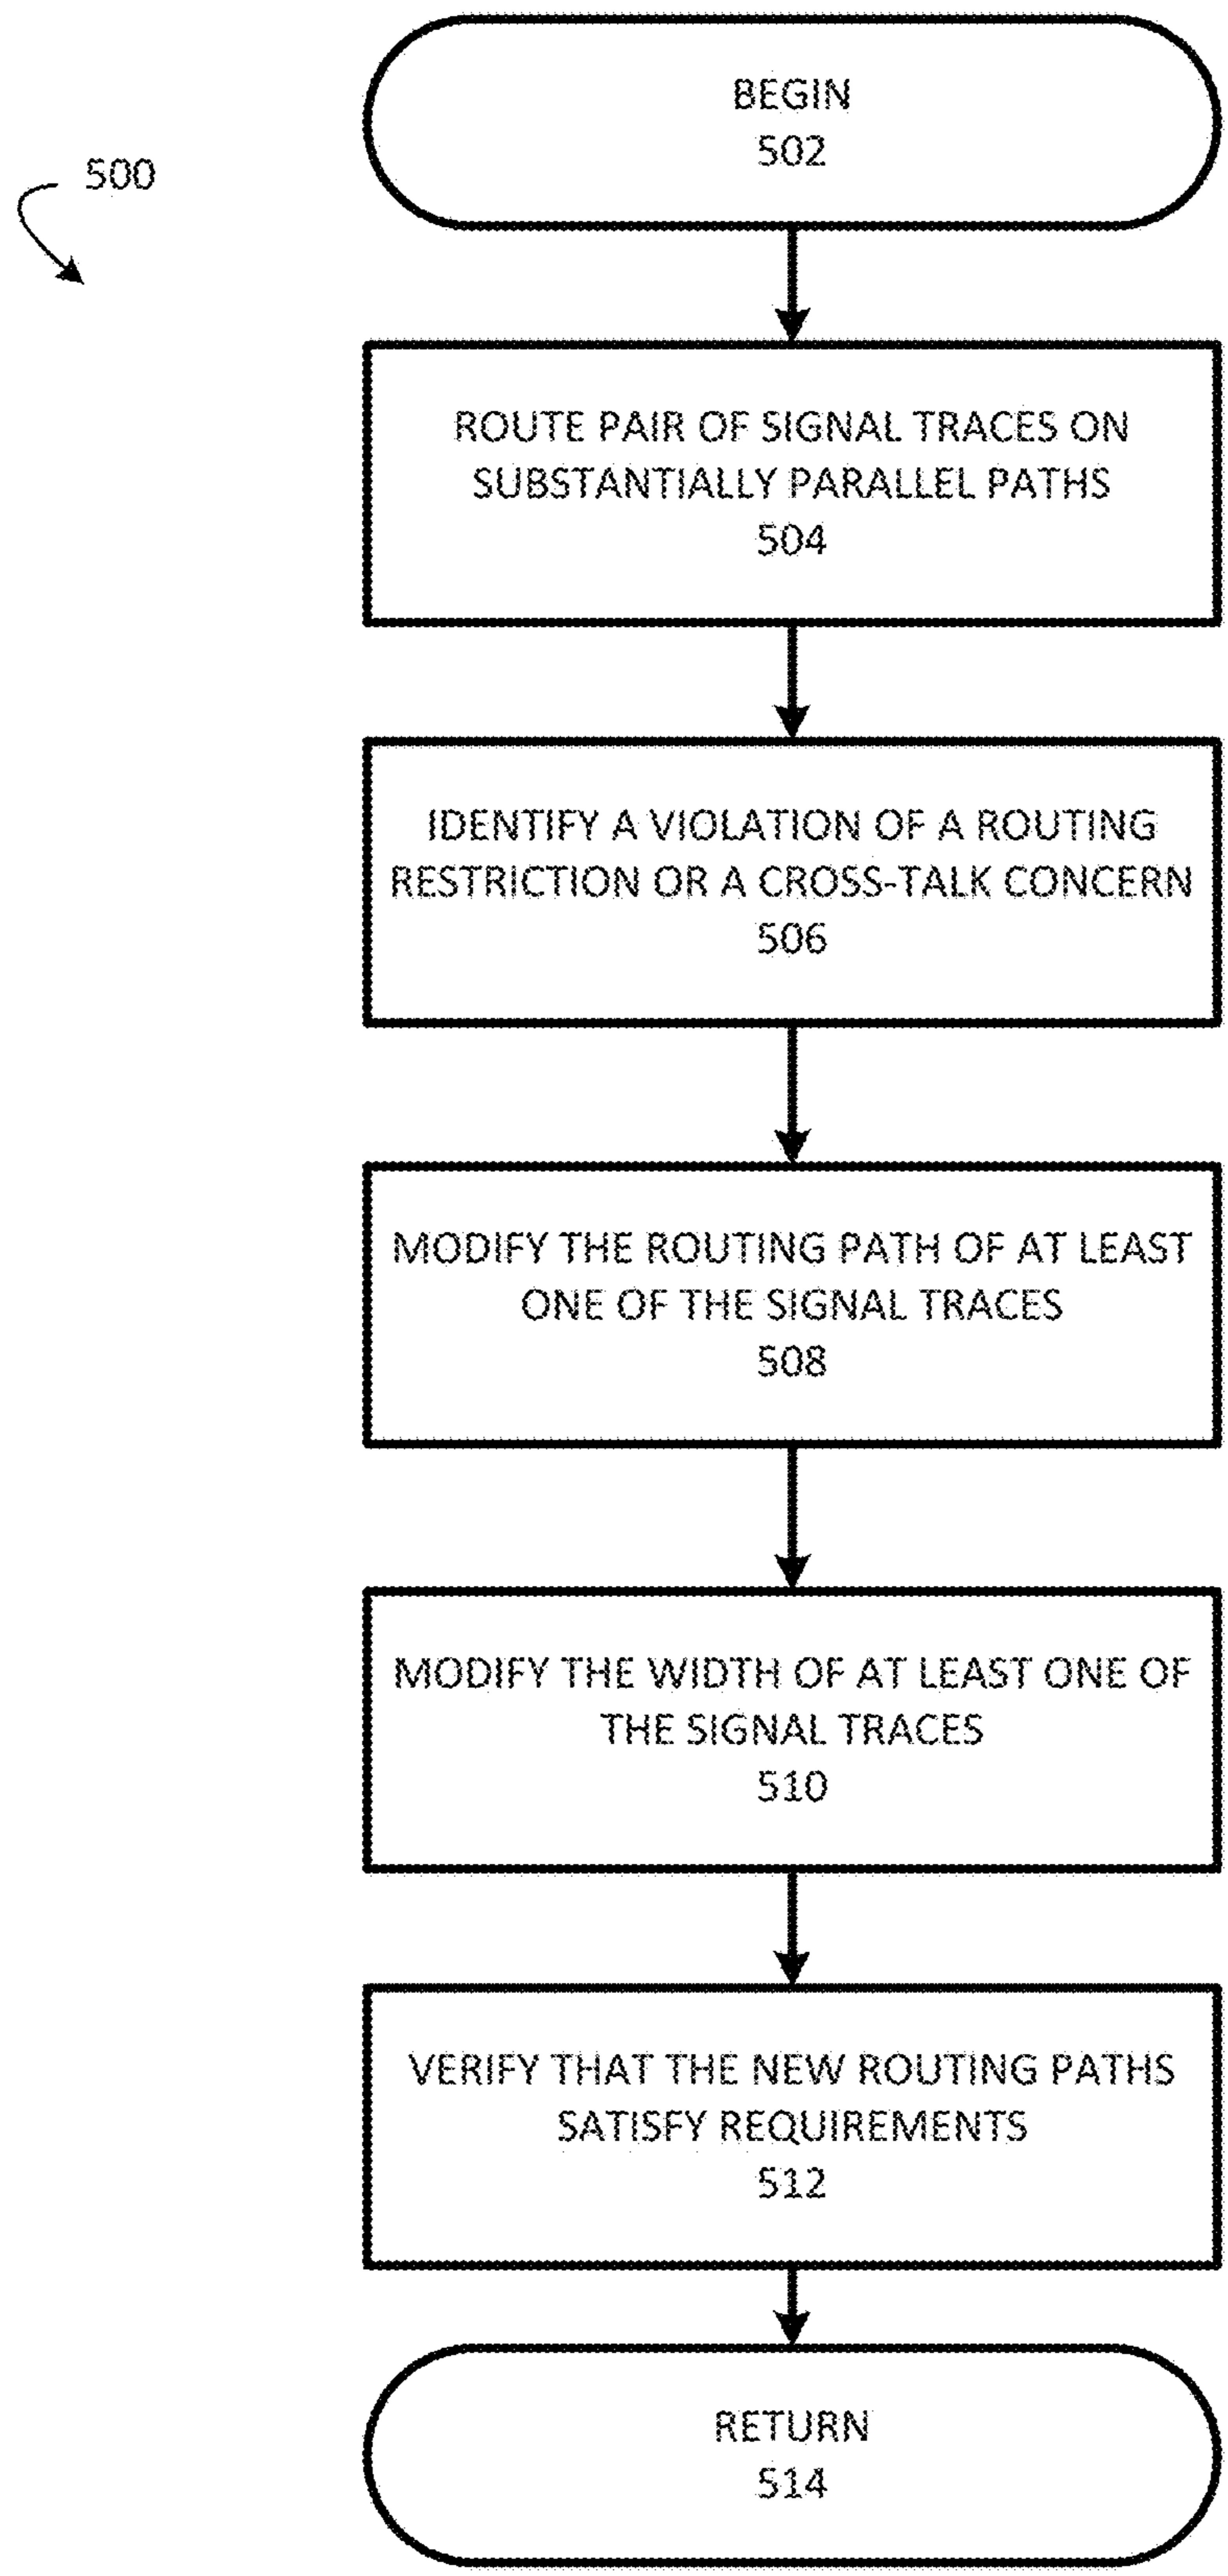 BEGIN
502
500
ROUTE PAIR OF SIGNAL TRACES ON
SUBSTANTIALLY PARALLEL PATHS
504
IDENTIFY A VIOLATION OF A ROUTING
RESTRICTION OR A CROSS-TALK CONCERN
506
MODIFY THE ROUTING PATH OF AT LEAST
ONE OF THE SIGNAL TRACES
508
MODIFY THE WIDTH OF AT LEAST ONE OF
THE SIGNAL TRACES
510
VERIFY THAT THE NEW ROUTING PATHS
SATISFY REQUIREMENTS
512
RETURN
514